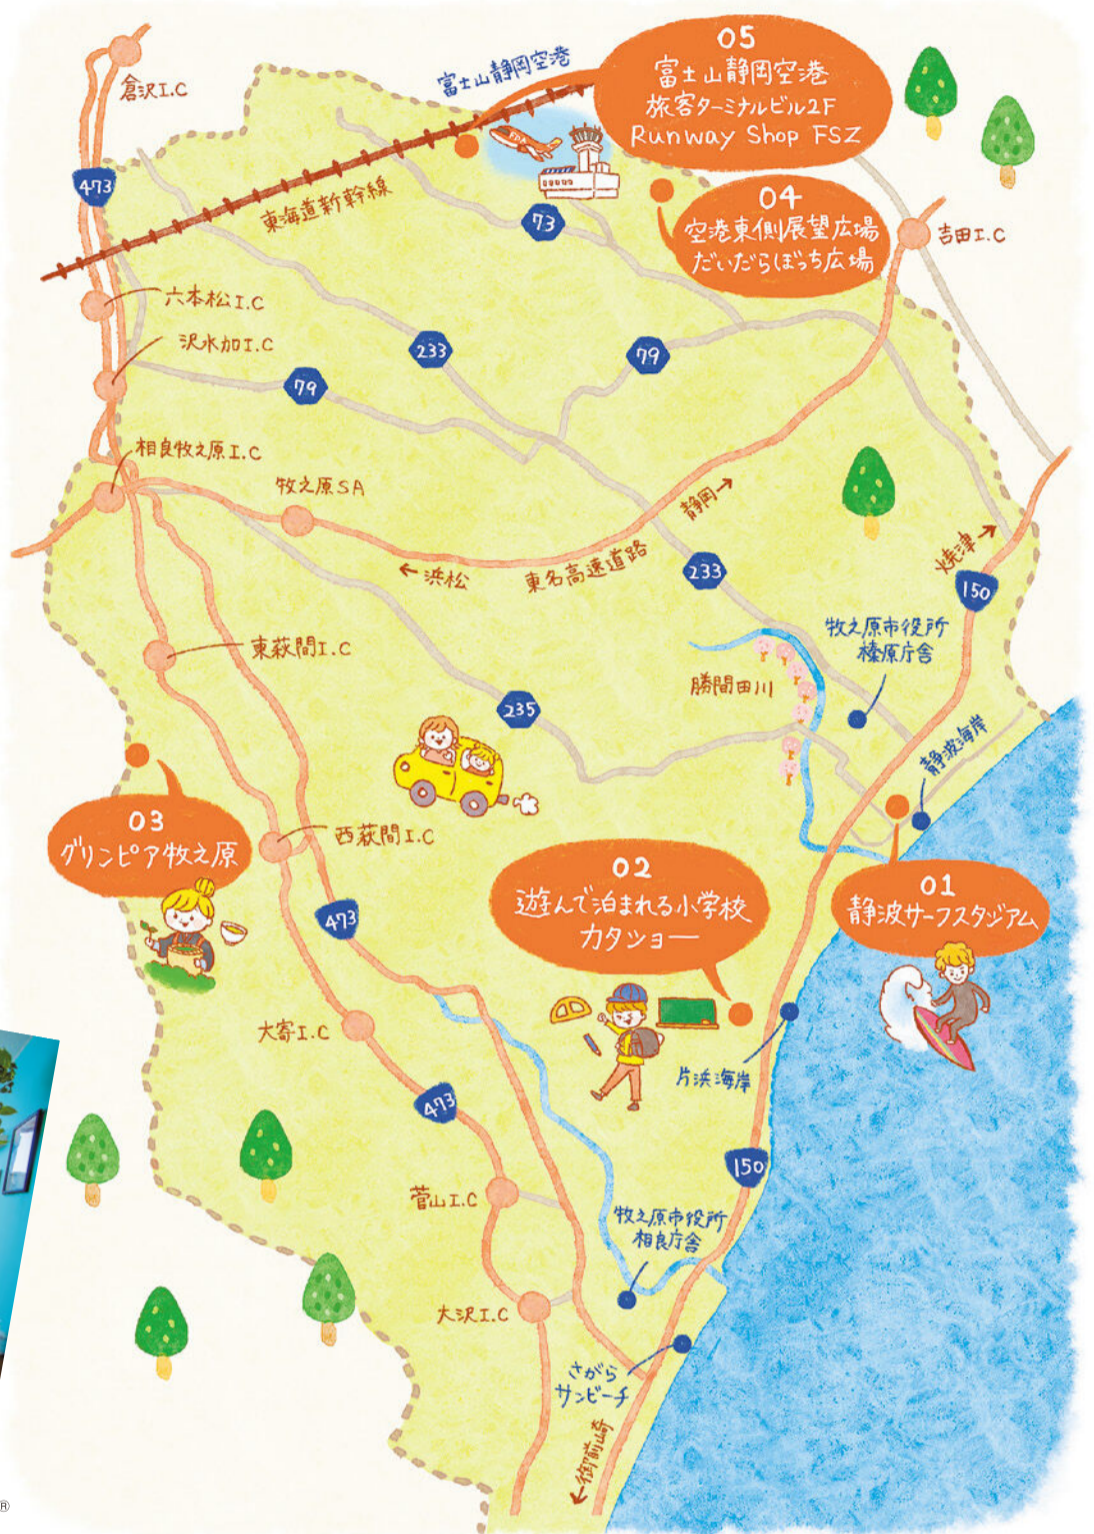 倉沢I.C
473
富士山静岡空港
東海道新幹線
05
富士山静岡空港
旅客ターミナルビル2F
Runway Shop FSZ
04
空港東側展望広場
だいだらぼっち広場
73
吉田I.C
六本松I.C
沢水加I.C
233
79
79
相良牧之原I.C
牧之原SA
静岡→
←浜松
東名高速道路
233
焼津→
150
牧之原市役所
榛原庁舎
東萩間I.C
勝間田川
235
静波海岸
03
グリンピア牧之原
西萩間I.C
02
遊んで泊まれる小学校
カタショー
01
静波サーフスタジアム
473
大寄I.C
片浜海岸
473
150
菅山I.C
牧之原市役所
相良庁舎
大沢I.C
さがら
サンビーチ
←御前崎
®